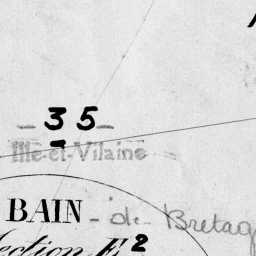 35
Ille-et-Vilaine
BAIN - de - Bretag
Section E 2